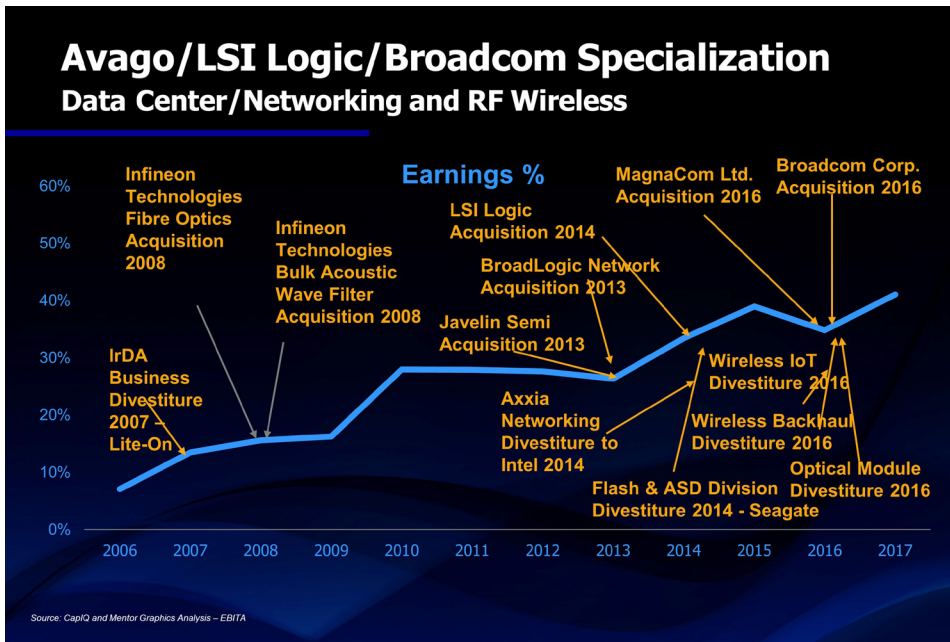 Avago/LSI Logic/Broadcom Specialization
Data Center/Networking and RF Wireless
Earnings %
60%
50%
40%
30%
20%
10%
0%
Infineon
Technologies
Fibre Optics
Acquisition
2008
Infineon
Technologies
Bulk Acoustic
Wave Filter
Acquisition 2008
IrDA
Business
Divestiture
2007 –
Lite-On
LSI Logic
Acquisition 2014
BroadLogic Network
Acquisition 2013
Javelin Semi
Acquisition 2013
Axxia
Networking
Divestiture to
Intel 2014
Flash & ASD Division
Divestiture 2014 - Seagate
MagnaCom Ltd.
Acquisition 2016
Broadcom Corp.
Acquisition 2016
Wireless IoT
Divestiture 2016
Wireless Backhaul
Divestiture 2016
Optical Module
Divestiture 2016
2006 2007 2008 2009 2010 2011 2012 2013 2014 2015 2016 2017
Source: CapIQ and Mentor Graphics Analysis – EBITA